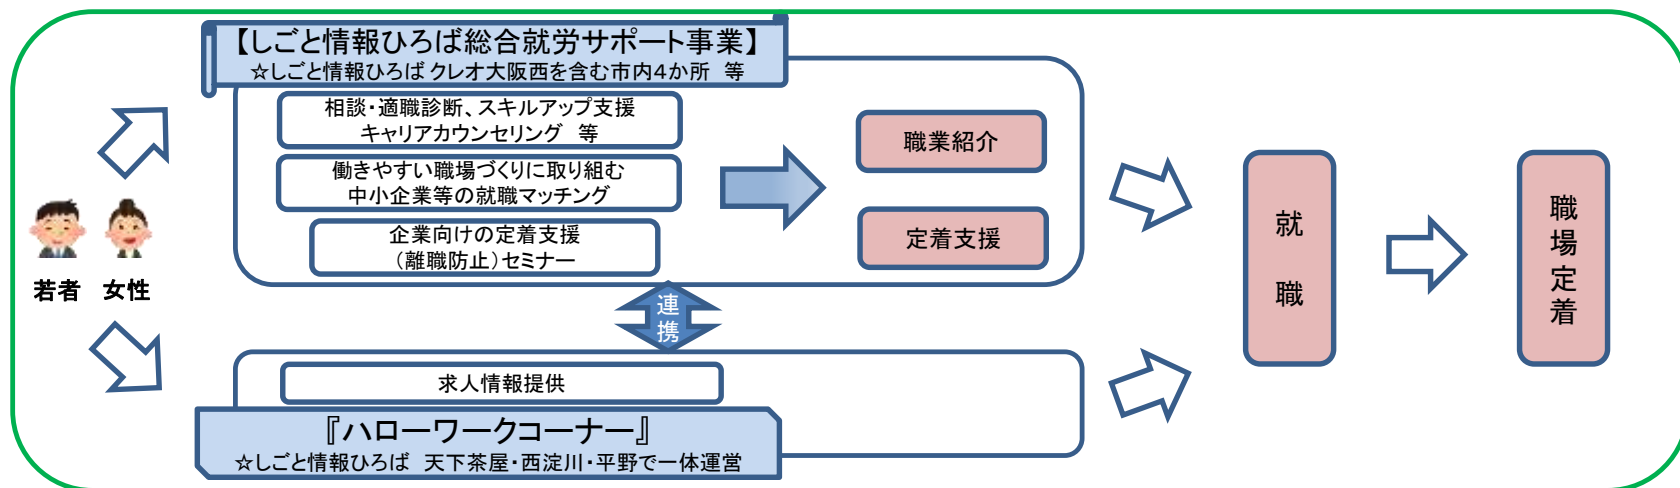 【しごと情報ひろば総合就労サポート事業】
☆しごと情報ひろば クレオ大阪西を含む市内4か所　等
相談・適職診断、スキルアップ支援
キャリアカウンセリング　等
働きやすい職場づくりに取り組む
中小企業等の就職マッチング
企業向けの定着支援
（離職防止）セミナー
職業紹介
定着支援
若者
女性
連携
求人情報提供
『ハローワークコーナー』
☆しごと情報ひろば　天下茶屋・西淀川・平野で一体運営
就職
職場定着